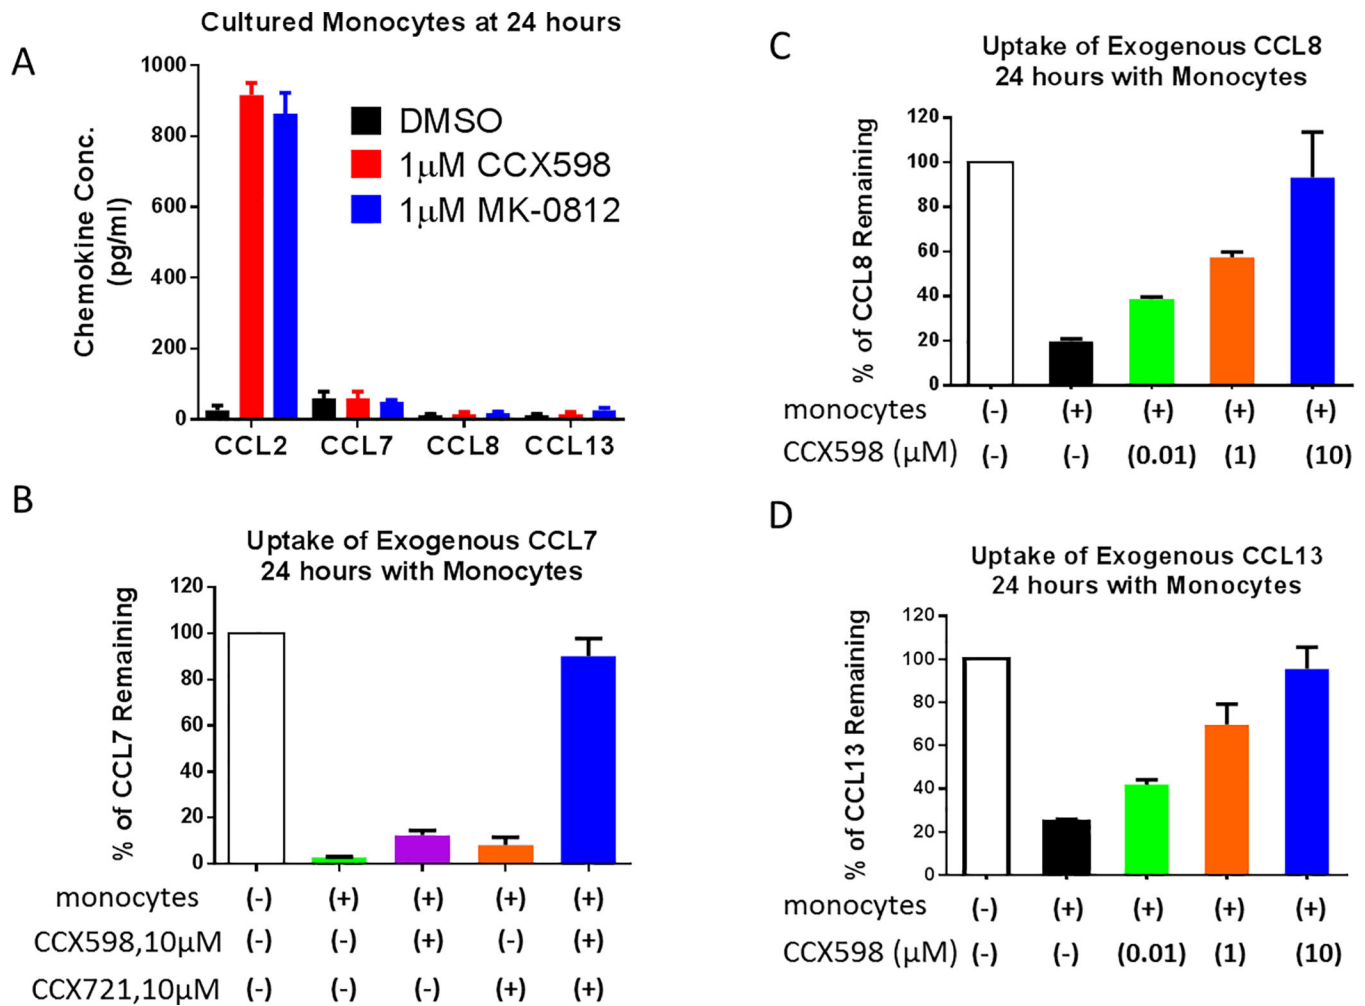 A
Cultured Monocytes at 24 hours
Chemokine Conc.
(pg/ml)
1000
800
600
400
200
0
DMSO
1μM CCX598
1μM MK-0812
CCL2 CCL7 CCL8 CCL13
B
Uptake of Exogenous CCL7
24 hours with Monocytes
% of CCL7 Remaining
120
100
80
60
40
20
0
monocytes (-) (+) (+) (+) (+)
CCX598,10μM (-) (-) (+) (-) (+)
CCX721,10μM (-) (-) (-) (+) (+)
C
Uptake of Exogenous CCL8
24 hours with Monocytes
% of CCL8 Remaining
120
100
80
60
40
20
0
monocytes (-) (+) (+) (+) (+)
CCX598 (μM) (-) (-) (0.01) (1) (10)
D
Uptake of Exogenous CCL13
24 hours with Monocytes
% of CCL13 Remaining
120
100
80
60
40
20
0
monocytes (-) (+) (+) (+) (+)
CCX598 (μM) (-) (-) (0.01) (1) (10)